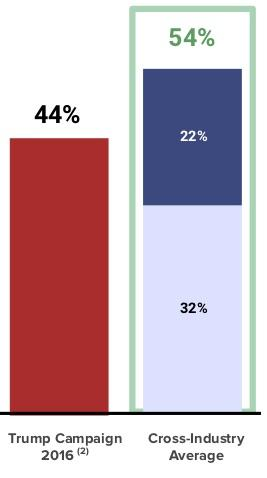 54%
44%
22%
32%
Trump Campaign
2016 (2)
Cross-Industry
Average